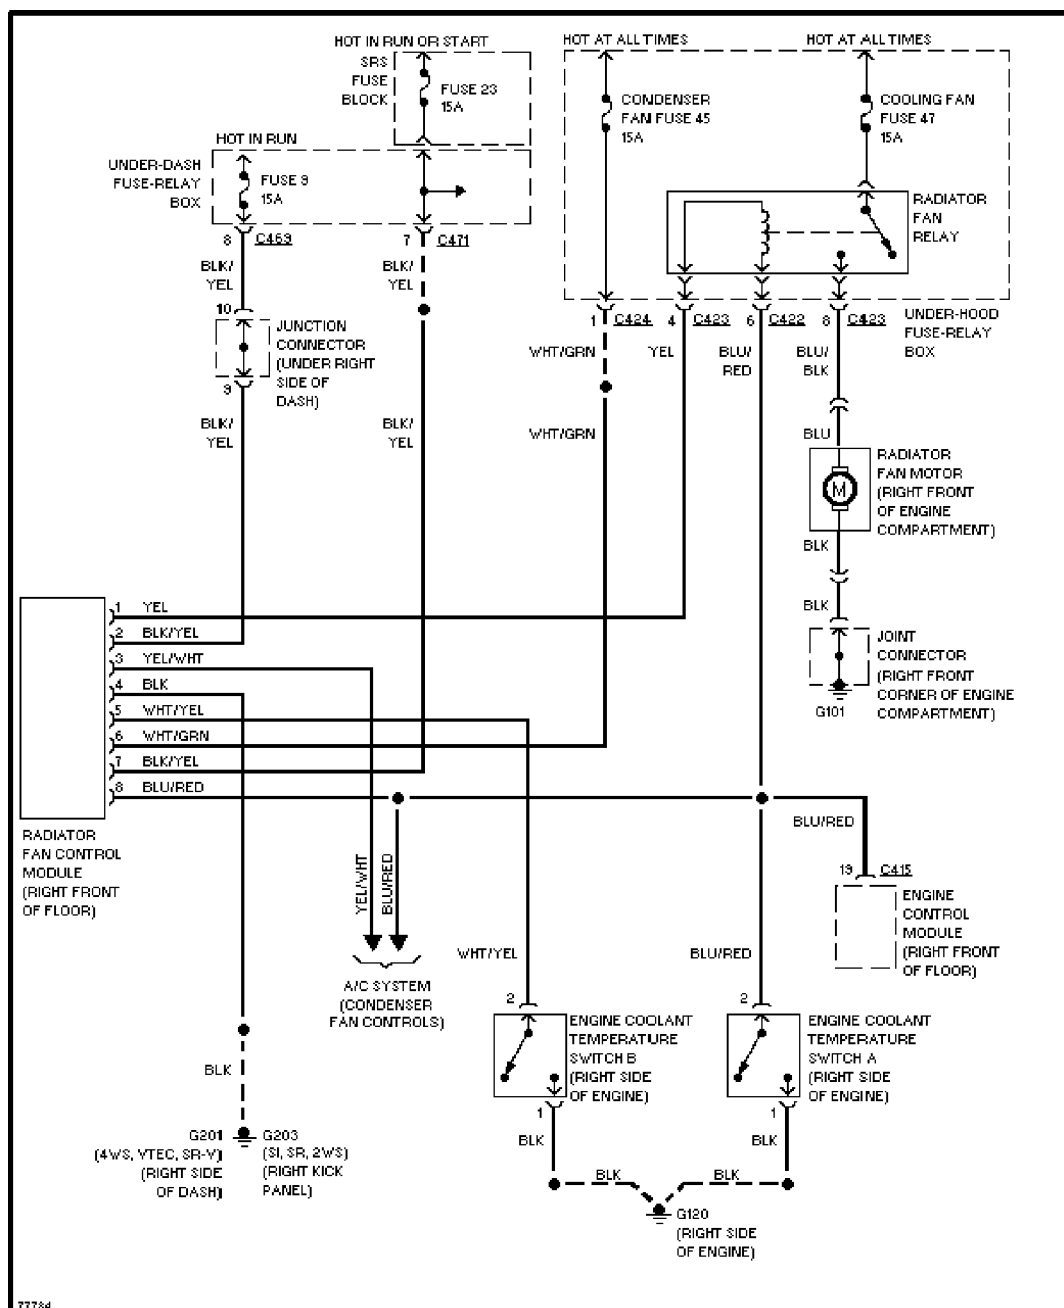 HOT IN RUN OR START
HOT AT ALL TIMES
HOT AT ALL TIMES
SRS
FUSE
BLOCK
FUSE 23
15A
CONDENSER
FAN FUSE 45
15A
COOLING FAN
FUSE 47
15A
HOT IN RUN
UNDER-DASH
FUSE-RELAY
BOX
FUSE 9
15A
RADIATOR
FAN
RELAY
8 C469
7 C471
BLK/
YEL
BLK/
YEL
1 C424
4 C423
6 C422
8 C423
UNDER-HOOD
FUSE-RELAY
BOX
10
JUNCTION
CONNECTOR
(UNDER RIGHT
SIDE OF
DASH)
9
WHT/GRN
YEL
BLU/
RED
BLU/
BLK
BLK/
YEL
BLK/
YEL
WHT/GRN
BLU
RADIATOR
FAN MOTOR
(RIGHT FRONT
OF ENGINE
COMPARTMENT)
M
BLK
BLK
JOINT
CONNECTOR
(RIGHT FRONT
CORNER OF ENGINE
COMPARTMENT)
G101
1 YEL
2 BLK/YEL
3 YEL/WHT
4 BLK
5 WHT/YEL
6 WHT/GRN
7 BLK/YEL
8 BLU/RED
RADIATOR
FAN CONTROL
MODULE
(RIGHT FRONT
OF FLOOR)
BLU/RED
19 C415
ENGINE
CONTROL
MODULE
(RIGHT FRONT
OF FLOOR)
YEL/WHT
BLU/RED
A/C SYSTEM
(CONDENSER
FAN CONTROLS)
WHT/YEL
BLU/RED
2
ENGINE COOLANT
TEMPERATURE
SWITCH B
(RIGHT SIDE
OF ENGINE)
1
2
ENGINE COOLANT
TEMPERATURE
SWITCH A
(RIGHT SIDE
OF ENGINE)
1
BLK
BLK
BLK
G201
(4WS, VTEC, SR-V)
(RIGHT SIDE
OF DASH)
G203
(SI, SR, 2WS)
(RIGHT KICK
PANEL)
BLK
BLK
G120
(RIGHT SIDE
OF ENGINE)
77784